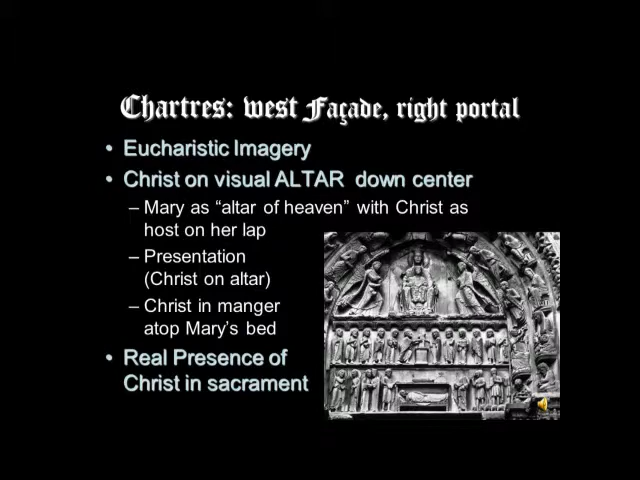 Chartres: west Façade, right portal
• Eucharistic Imagery
• Christ on visual ALTAR down center
– Mary as “altar of heaven” with Christ as
host on her lap
– Presentation
(Christ on altar)
– Christ in manger
atop Mary’s bed
• Real Presence of
Christ in sacrament